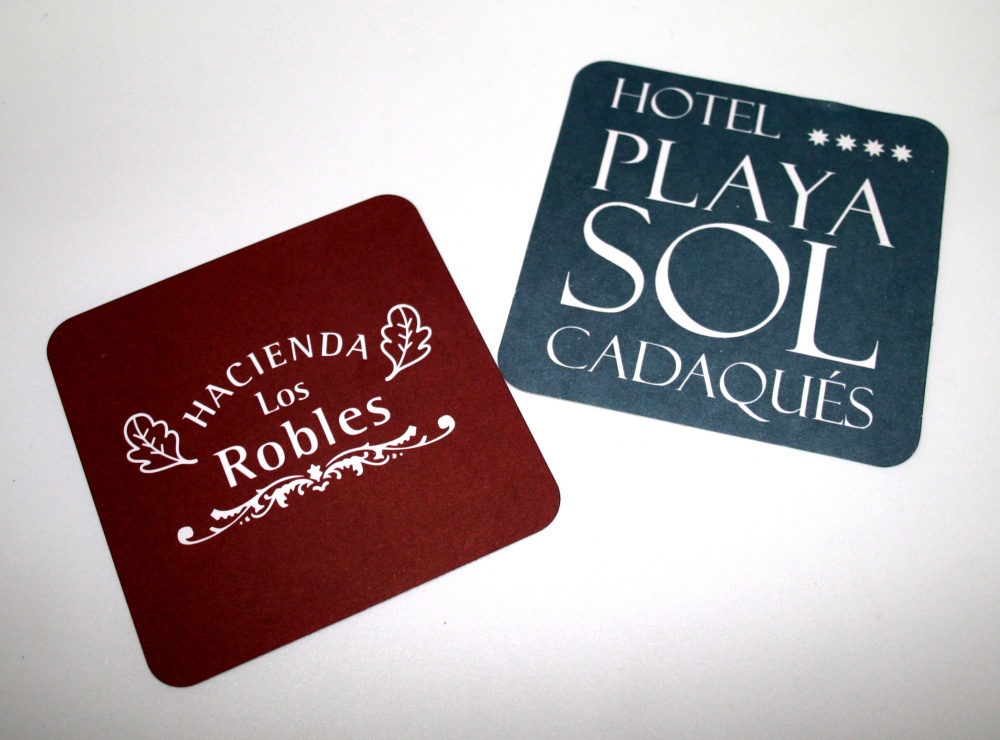 HACIENDA
Los
Robles
HOTEL ****
PLAYA
SOL
CADAQUÉS